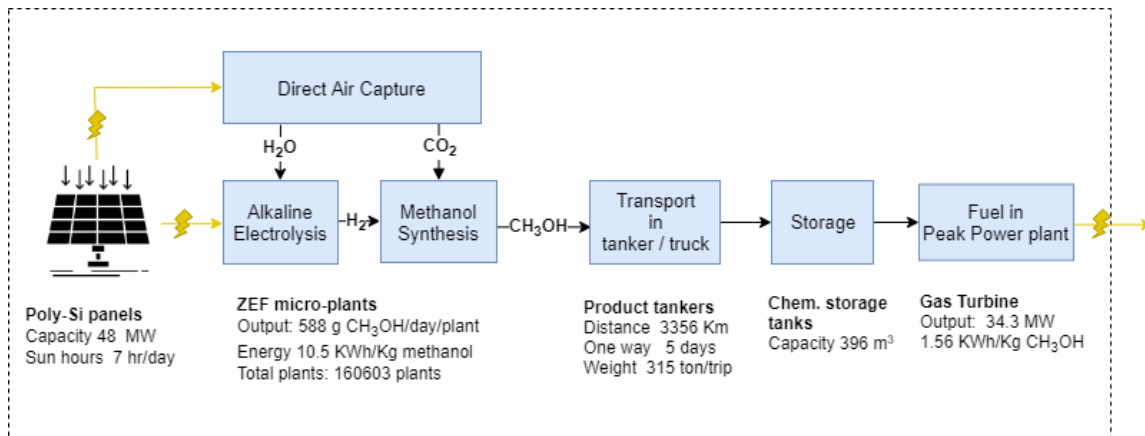 Direct Air Capture
H₂O
CO₂
Alkaline
Electrolysis
H₂
Methanol
Synthesis
CH₃OH
Transport
in
tanker / truck
Storage
Fuel in
Peak Power plant
Poly-Si panels
Capacity 48 MW
Sun hours 7 hr/day
ZEF micro-plants
Output: 588 g CH₃OH/day/plant
Energy 10.5 KWh/Kg methanol
Total plants: 160603 plants
Product tankers
Distance 3356 Km
One way 5 days
Weight 315 ton/trip
Chem. storage
tanks
Capacity 396 m³
Gas Turbine
Output: 34.3 MW
1.56 KWh/Kg CH₃OH